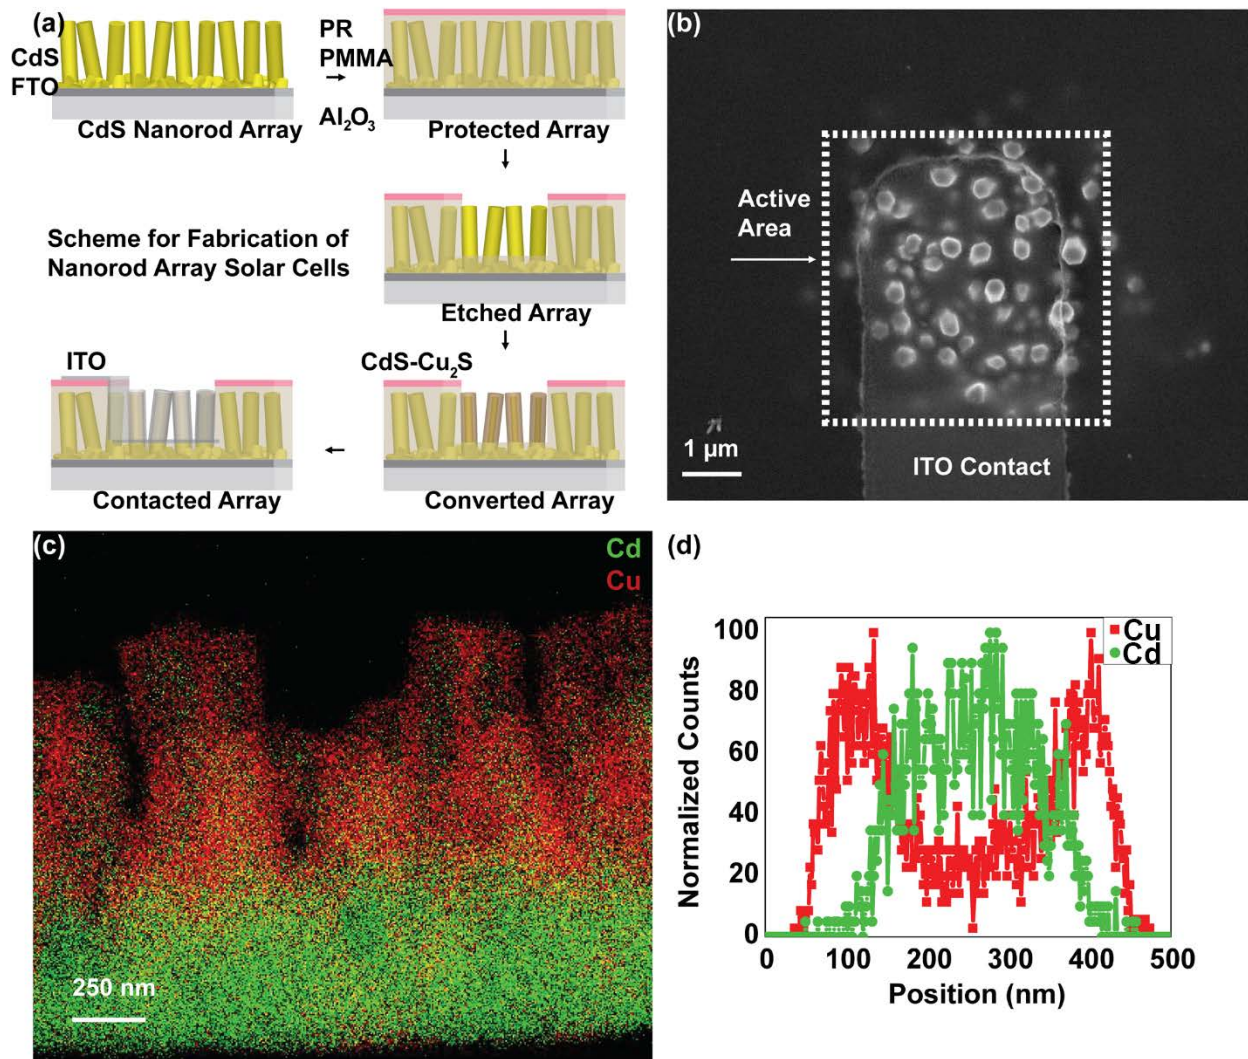 (a)
CdS
FTO
CdS Nanorod Array
PR
PMMA
Al₂O₃
Protected Array
Scheme for Fabrication of
Nanorod Array Solar Cells
Etched Array
ITO
CdS-Cu₂S
Contacted Array
Converted Array
(b)
Active
Area
1 µm
ITO Contact
(c)
Cd
Cu
250 nm
(d)
Cu
Cd
Normalized Counts
100
80
60
40
20
0
0 100 200 300 400 500
Position (nm)